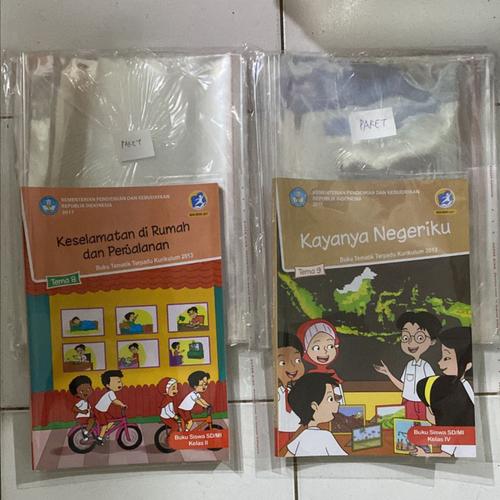 PAKET
KEMENTERIAN PENDIDIKAN DAN KEBUDAYAAN
REPUBLIK INDONESIA
2017
Keselamatan di Rumah
dan Perjalanan
Buku Tematik Terpadu Kurikulum 2013
Tema 8
Buku Siswa SD/MI
Kelas II
PAKET
KEMENTERIAN PENDIDIKAN DAN KEBUDAYAAN
REPUBLIK INDONESIA
2017
Kayanya Negeriku
Buku Tematik Terpadu Kurikulum 2013
Tema 9
Buku Siswa SD/MI
Kelas IV